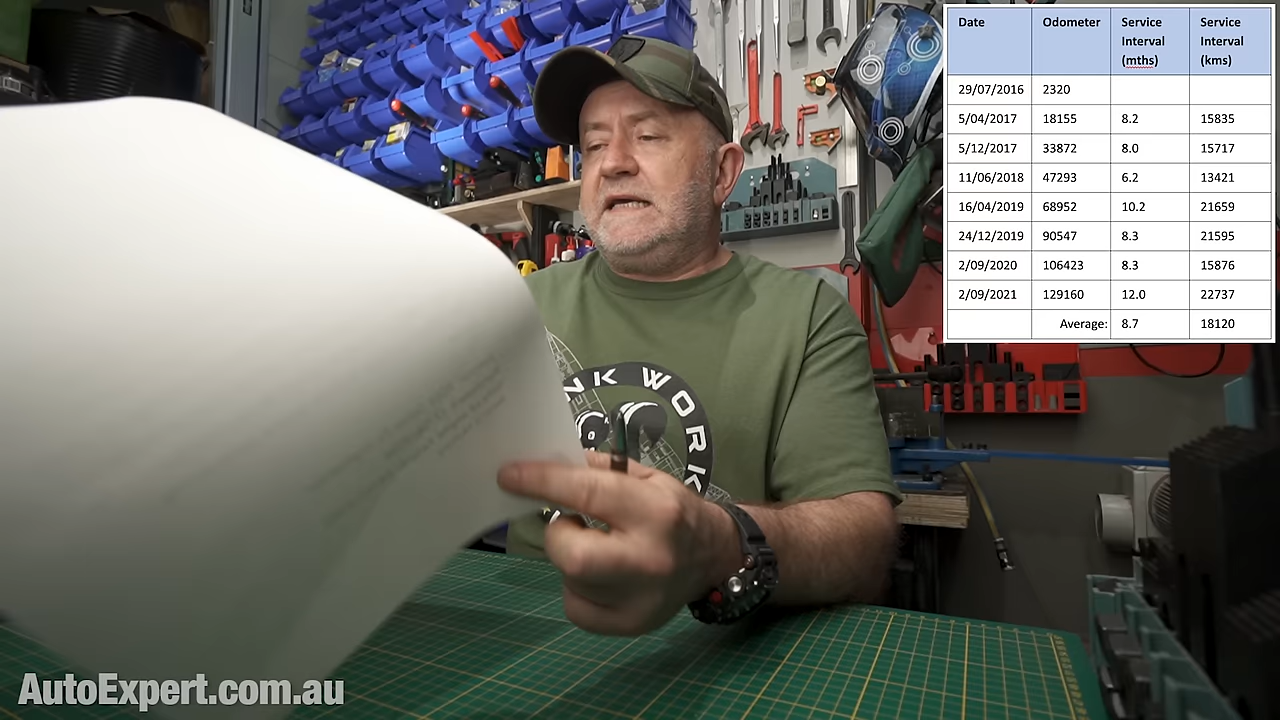 Date Odometer Service Interval (mths) Service Interval (kms)
29/07/2016 2320
5/04/2017 18155 8.2 15835
5/12/2017 33872 8.0 15717
11/06/2018 47293 6.2 13421
16/04/2019 68952 10.2 21659
24/12/2019 90547 8.3 21595
2/09/2020 106423 8.3 15876
2/09/2021 129160 12.0 22737
Average: 8.7 18120
NK WORK
AutoExpert.com.au